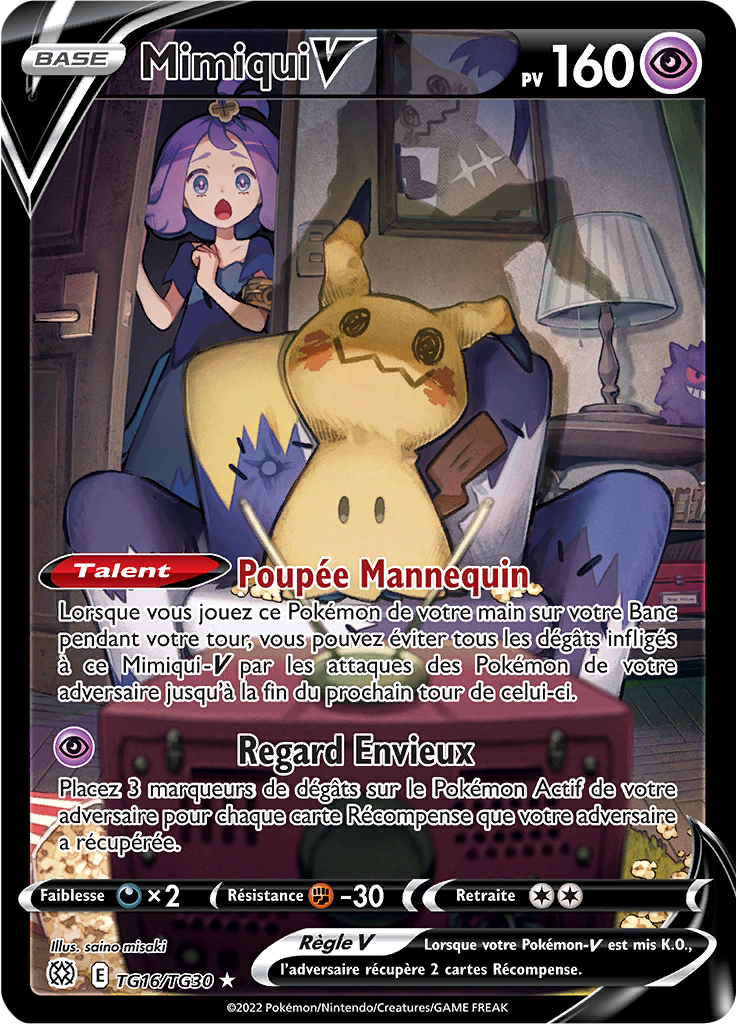 BASE
Mimiqui V
PV 160
Talent Poupée Mannequin
Lorsque vous jouez ce Pokémon de votre main sur votre Banc
pendant votre tour, vous pouvez éviter tous les dégâts infligés
à ce Mimiqui-V par les attaques des Pokémon de votre
adversaire jusqu'à la fin du prochain tour de celui-ci.
Regard Envieux
Placez 3 marqueurs de dégâts sur le Pokémon Actif de votre
adversaire pour chaque carte Récompense que votre adversaire
a récupérée.
Faiblesse ×2 Résistance -30 Retraite
Illus. saino misaki
Règle V Lorsque votre Pokémon-V est mis K.O.,
l'adversaire récupère 2 cartes Récompense.
E TG16/TG30 ★
©2022 Pokémon/Nintendo/Creatures/GAME FREAK